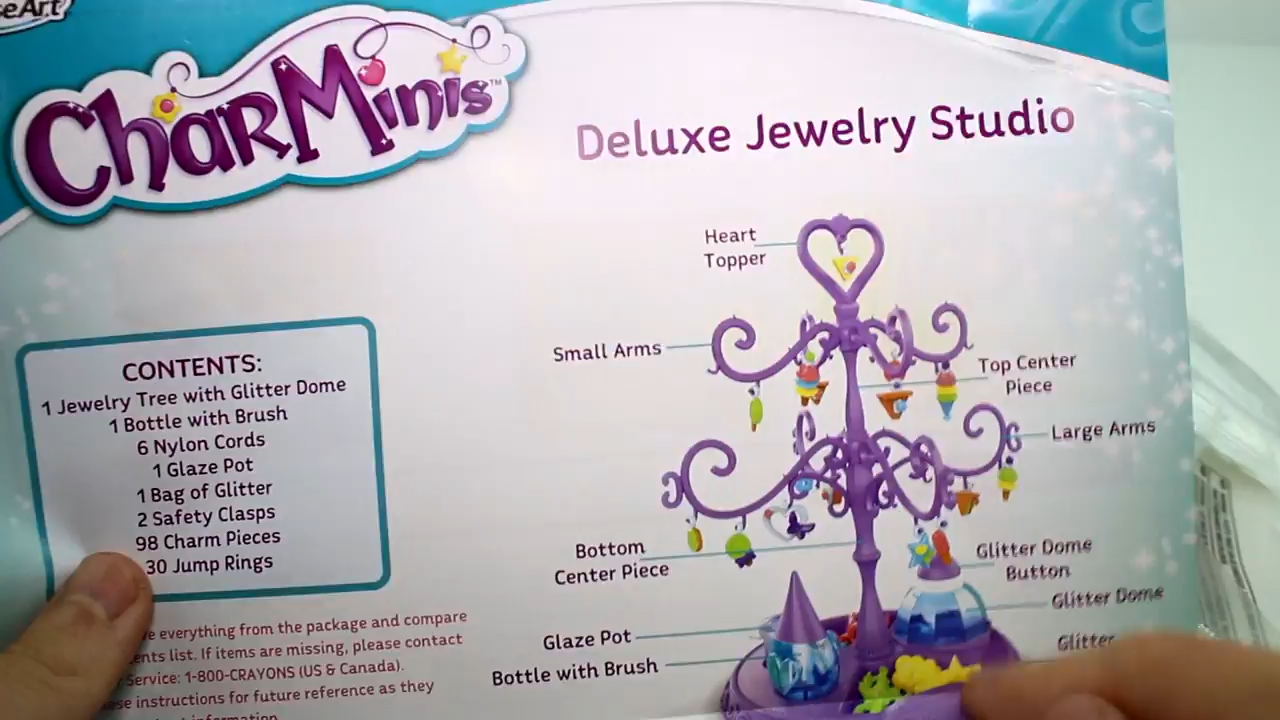 CharMinis™
Deluxe Jewelry Studio
Heart
Topper
Small Arms
Top Center
Piece
Large Arms
Bottom
Center Piece
Glitter Dome
Button
Glitter Dome
Glaze Pot
Glitter
Bottle with Brush
CONTENTS:
1 Jewelry Tree with Glitter Dome
1 Bottle with Brush
6 Nylon Cords
1 Glaze Pot
1 Bag of Glitter
2 Safety Clasps
98 Charm Pieces
30 Jump Rings
everything from the package and compare
list. If items are missing, please contact
Service: 1-800-CRAYONS (US & Canada).
instructions for future reference as they
information.